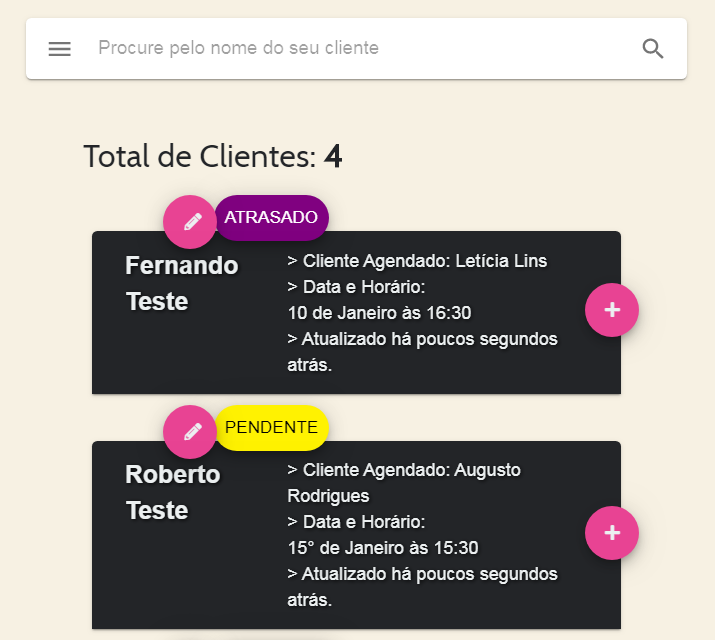 Procure pelo nome do seu cliente
Total de Clientes: 4
ATRASADO
Fernando
Teste
> Cliente Agendado: Letícia Lins
> Data e Horário:
10 de Janeiro às 16:30
> Atualizado há poucos segundos
atrás.
+
PENDENTE
Roberto
Teste
> Cliente Agendado: Augusto
Rodrigues
> Data e Horário:
15° de Janeiro às 15:30
> Atualizado há poucos segundos
atrás.
+